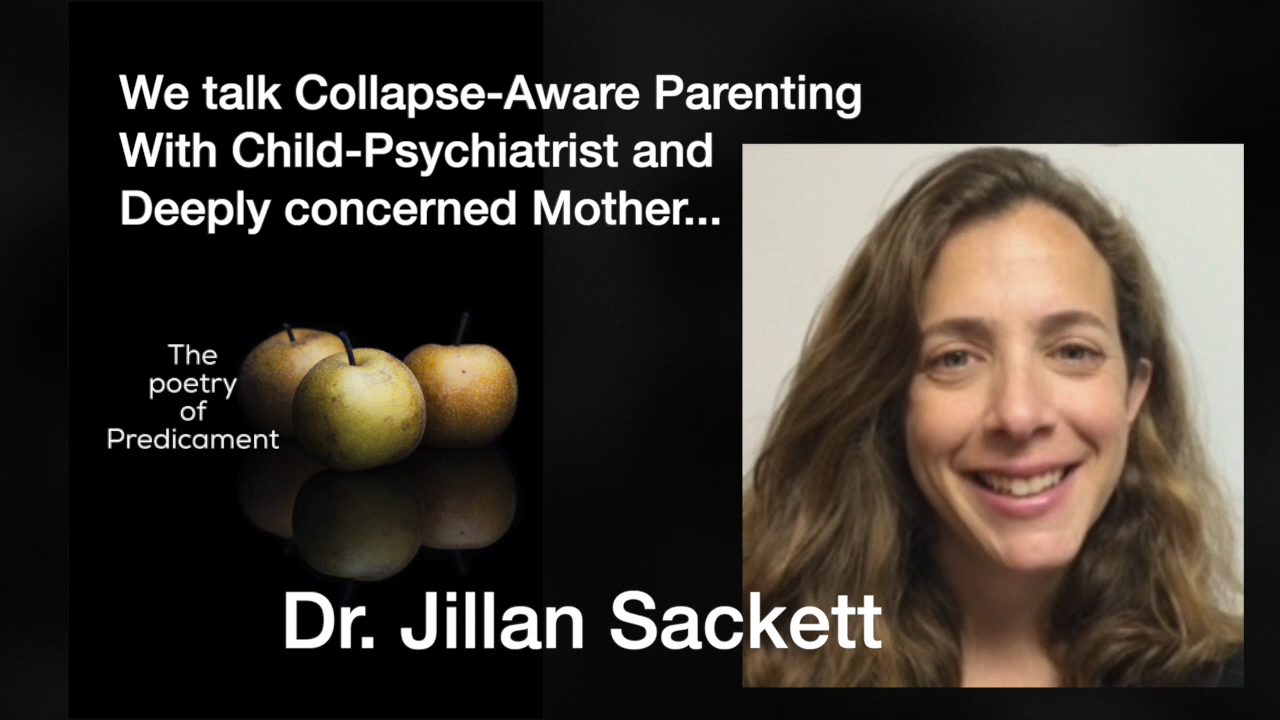 We talk Collapse-Aware Parenting
With Child-Psychiatrist and
Deeply concerned Mother...
The
poetry
of
Predicament
Dr. Jillan Sackett